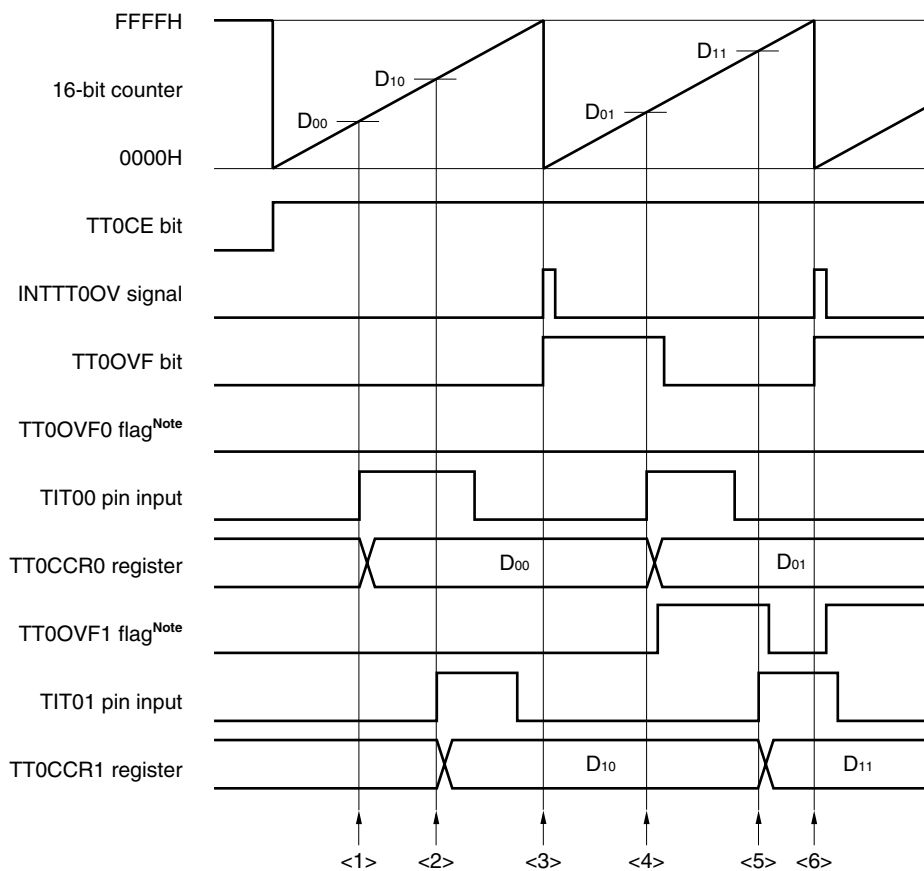 FFFFH
D11
D10
16-bit counter
D01
D00
0000H
TT0CE bit
INTTT0OV signal
TT0OVF bit
TT0OVF0 flagNote
TIT00 pin input
TT0CCR0 register
D00
D01
TT0OVF1 flagNote
TIT01 pin input
TT0CCR1 register
D10
D11
<1> <2> <3> <4> <5> <6>